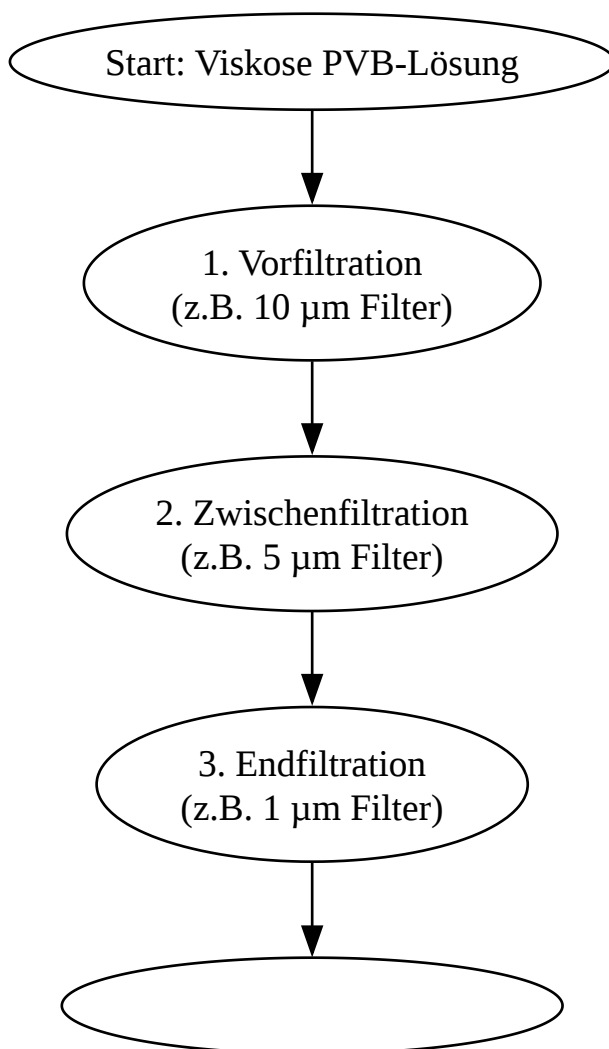 Start: Viskose PVB-Lösung
1. Vorfiltration
(z.B. 10 µm Filter)
2. Zwischenfiltration
(z.B. 5 µm Filter)
3. Endfiltration
(z.B. 1 µm Filter)